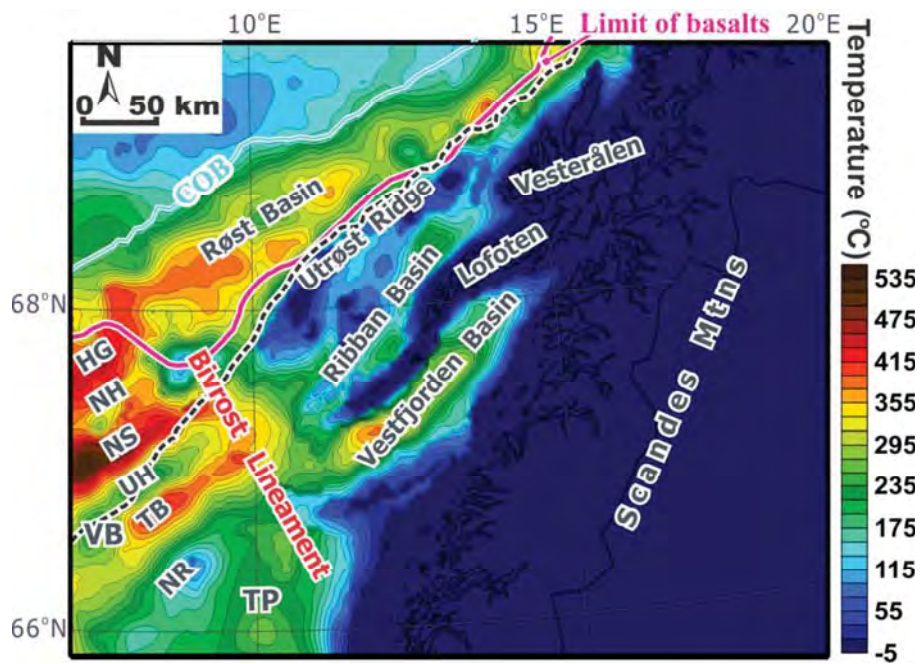 10°E
15°E
20°E
Limit of basalts
N
0 50 km
Temperature (°C)
COB
Vesterålen
Røst Basin
Utrøst Ridge
Lofoten
Ribban Basin
68°N
Scandes Mtns
Vestfjorden Basin
HG
NH
NS
UH
TB
VB
NR
TP
Bivrost
Lineament
66°N
535
475
415
355
295
235
175
115
55
-5